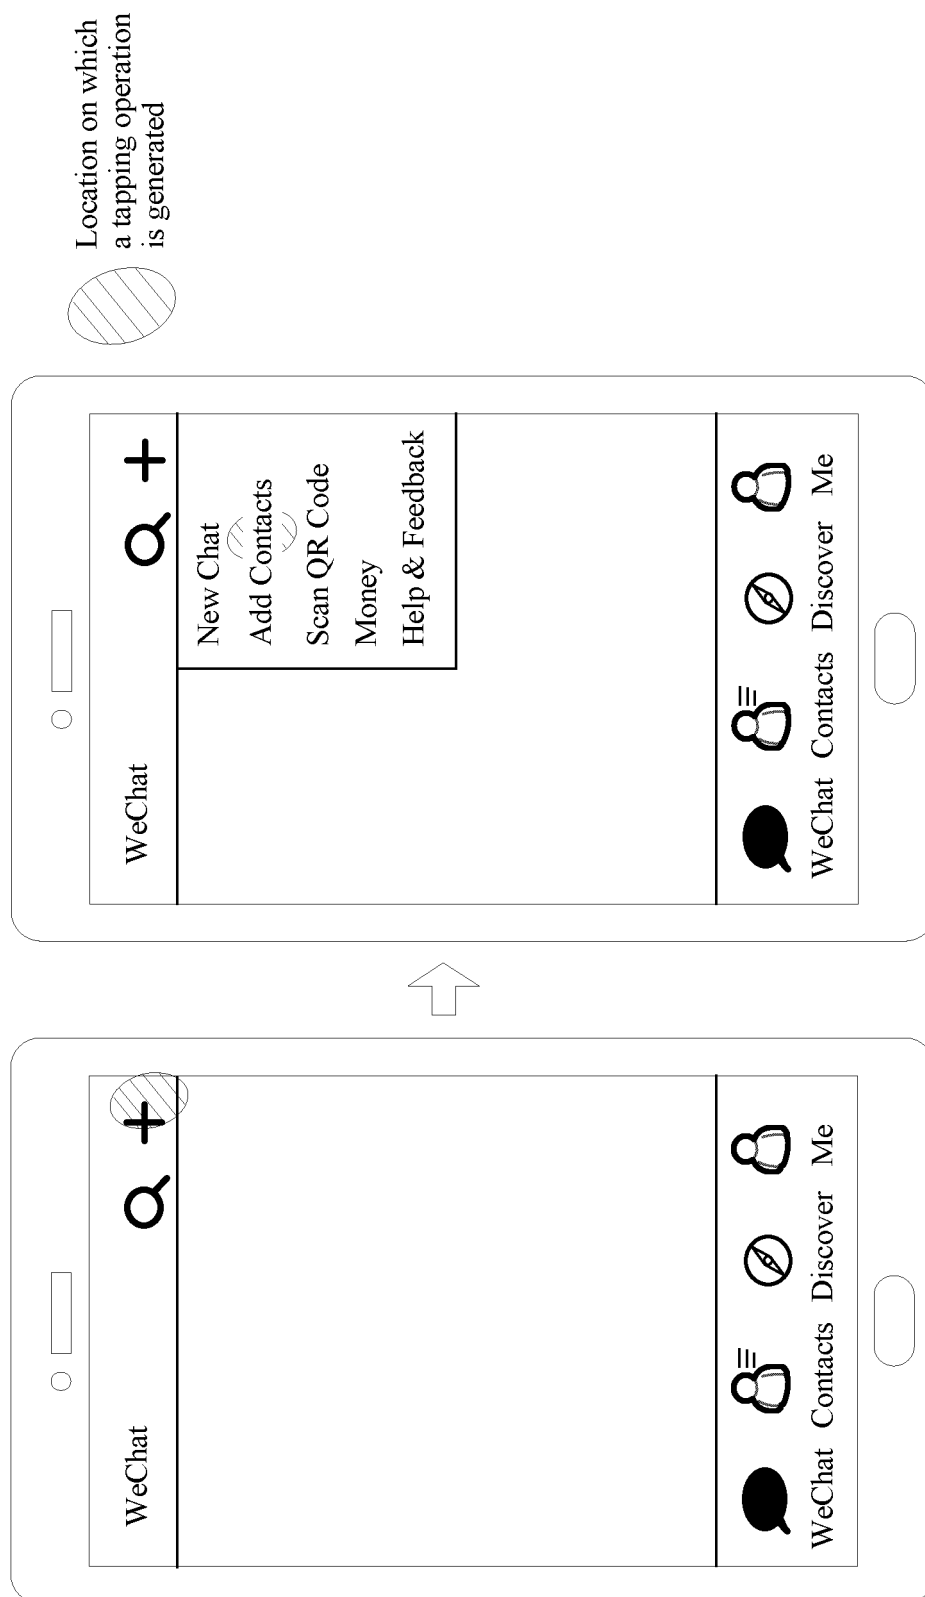 WeChat
WeChat Contacts Discover Me
WeChat
New Chat
Add Contacts
Scan QR Code
Money
Help & Feedback
WeChat Contacts Discover Me
Location on which
a tapping operation
is generated